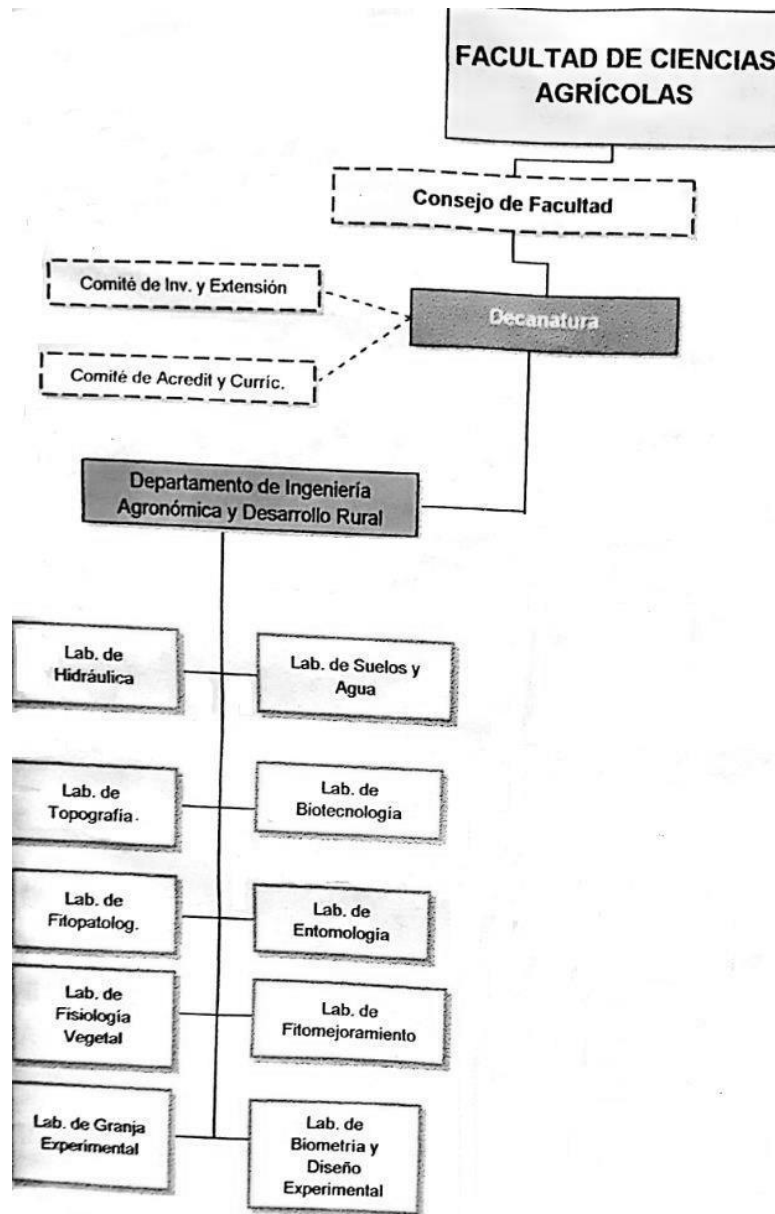 FACULTAD DE CIENCIAS
AGRÍCOLAS
Consejo de Facultad
Comité de Inv. y Extensión
Decanatura
Comité de Acredit y Curríc.
Departamento de Ingeniería
Agronómica y Desarrollo Rural
Lab. de
Hidráulica
Lab. de Suelos y
Agua
Lab. de
Topografía.
Lab. de
Biotecnología
Lab. de
Fitopatolog.
Lab. de
Entomología
Lab. de
Fisiología
Vegetal
Lab. de
Fitomejoramiento
Lab. de Granja
Experimental
Lab. de
Biometria y
Diseño
Experimental